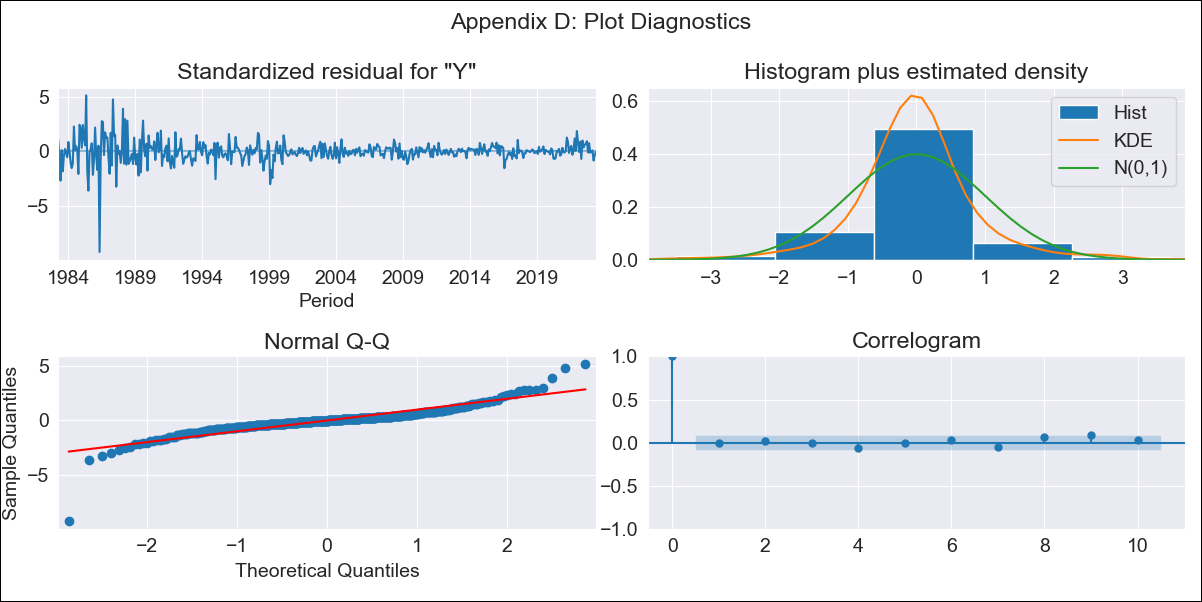 Appendix D: Plot Diagnostics
Standardized residual for "Y"
5
0
−5
1984 1989 1994 1999 2004 2009 2014 2019
Period
Histogram plus estimated density
0.6
0.4
0.2
0.0
−3 −2 −1 0 1 2 3
Hist
KDE
N(0,1)
Normal Q-Q
Sample Quantiles
5
0
−5
−2 −1 0 1 2
Theoretical Quantiles
Correlogram
1.0
0.5
0.0
−0.5
−1.0
0 2 4 6 8 10